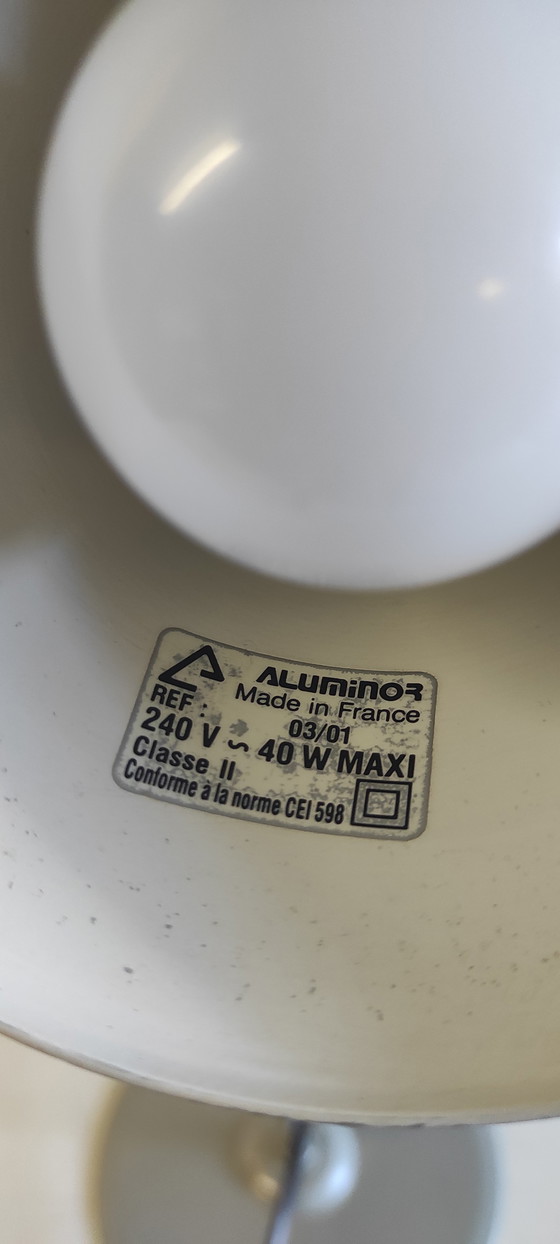 ALUMINOR
Made in France
REF : 03/01
240 V ~ 40 W MAXI
Classe II
Conforme à la norme CEI 598